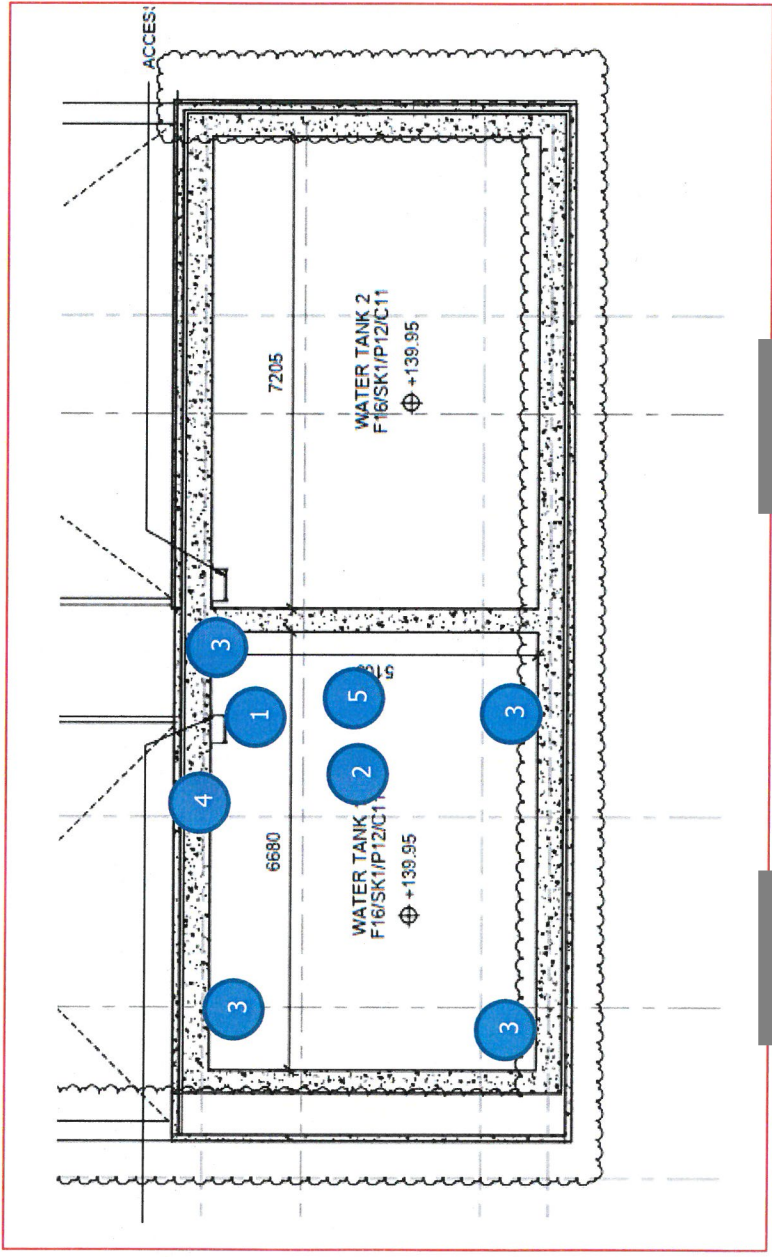 ACCESS
4
3
3
1
6680
7205
2
5
WATER TANK
F16/SK1/P12/C11
+139.95
WATER TANK 2
F16/SK1/P12/C11
+139.95
3
3